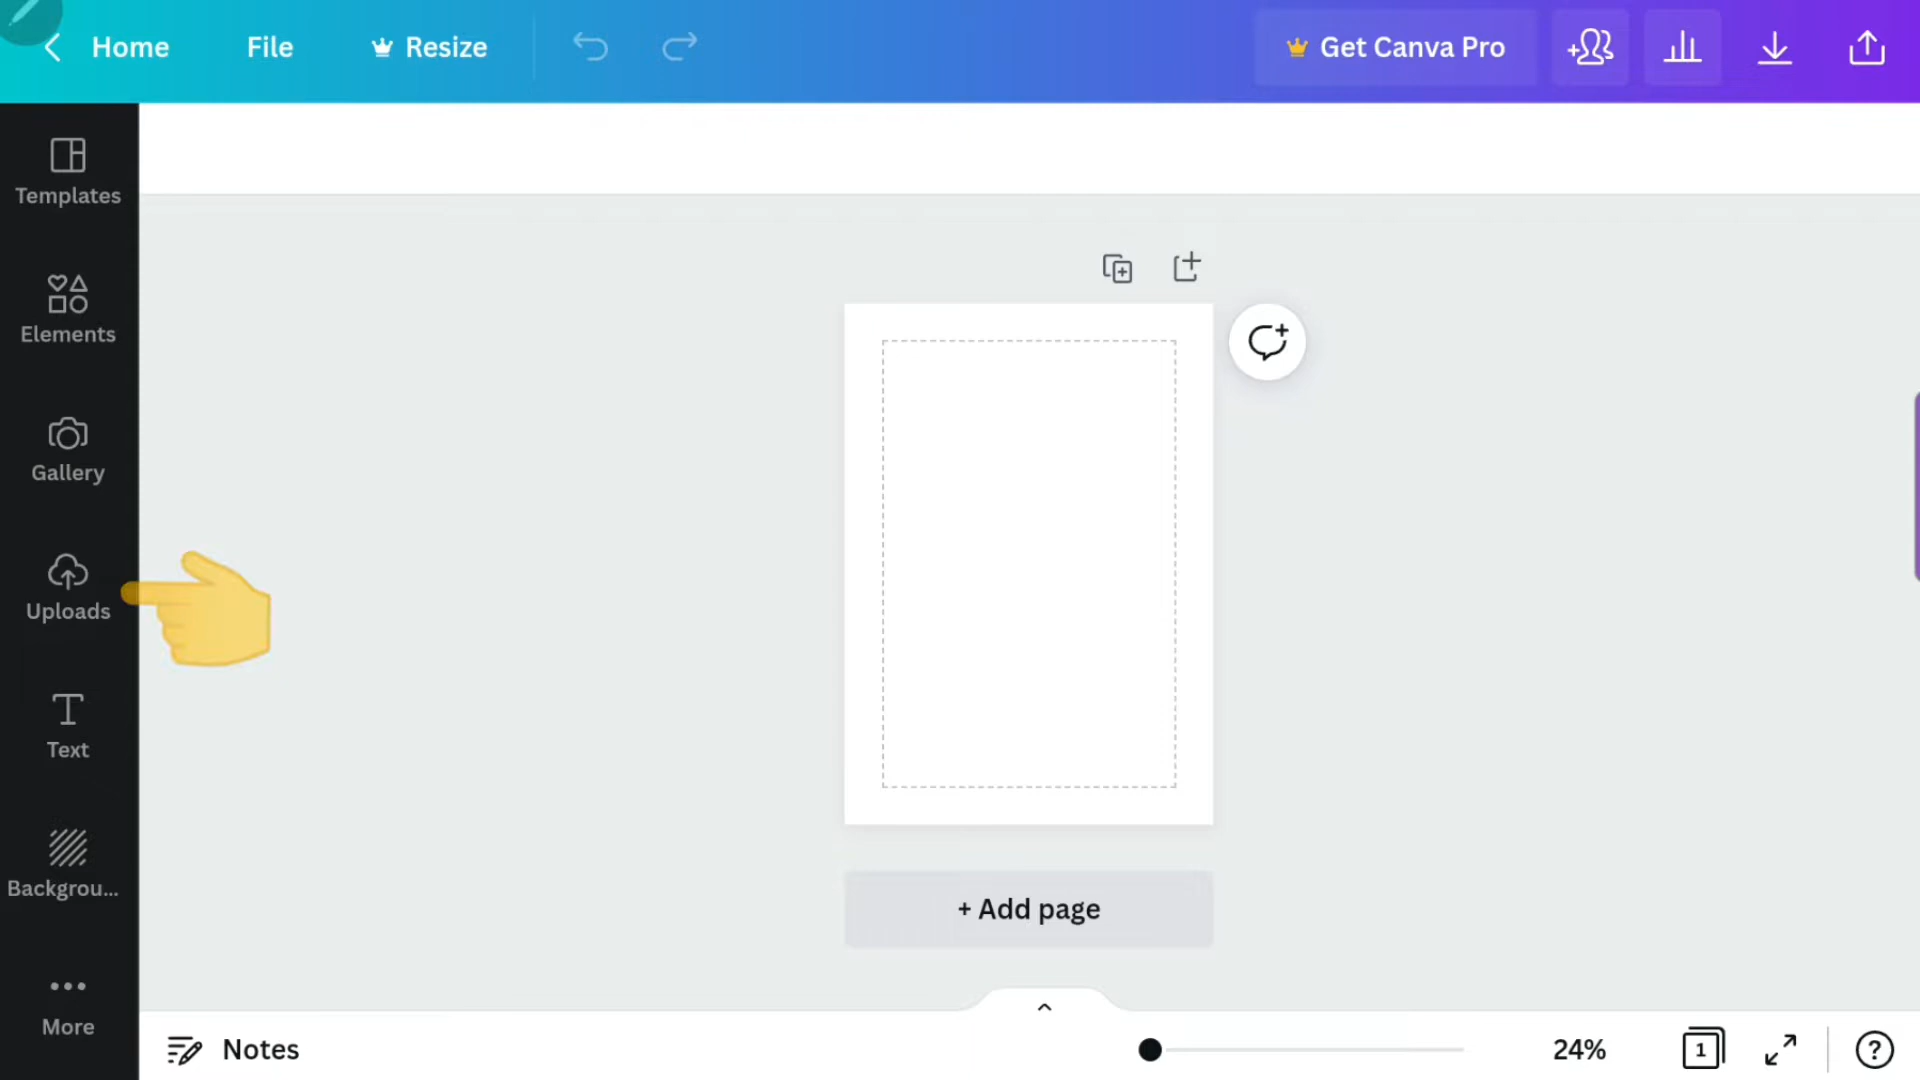 Home File Resize Get Canva Pro
Templates
Elements
Gallery
Uploads
Text
Backgrou...
More
+ Add page
Notes 24% 1 ?